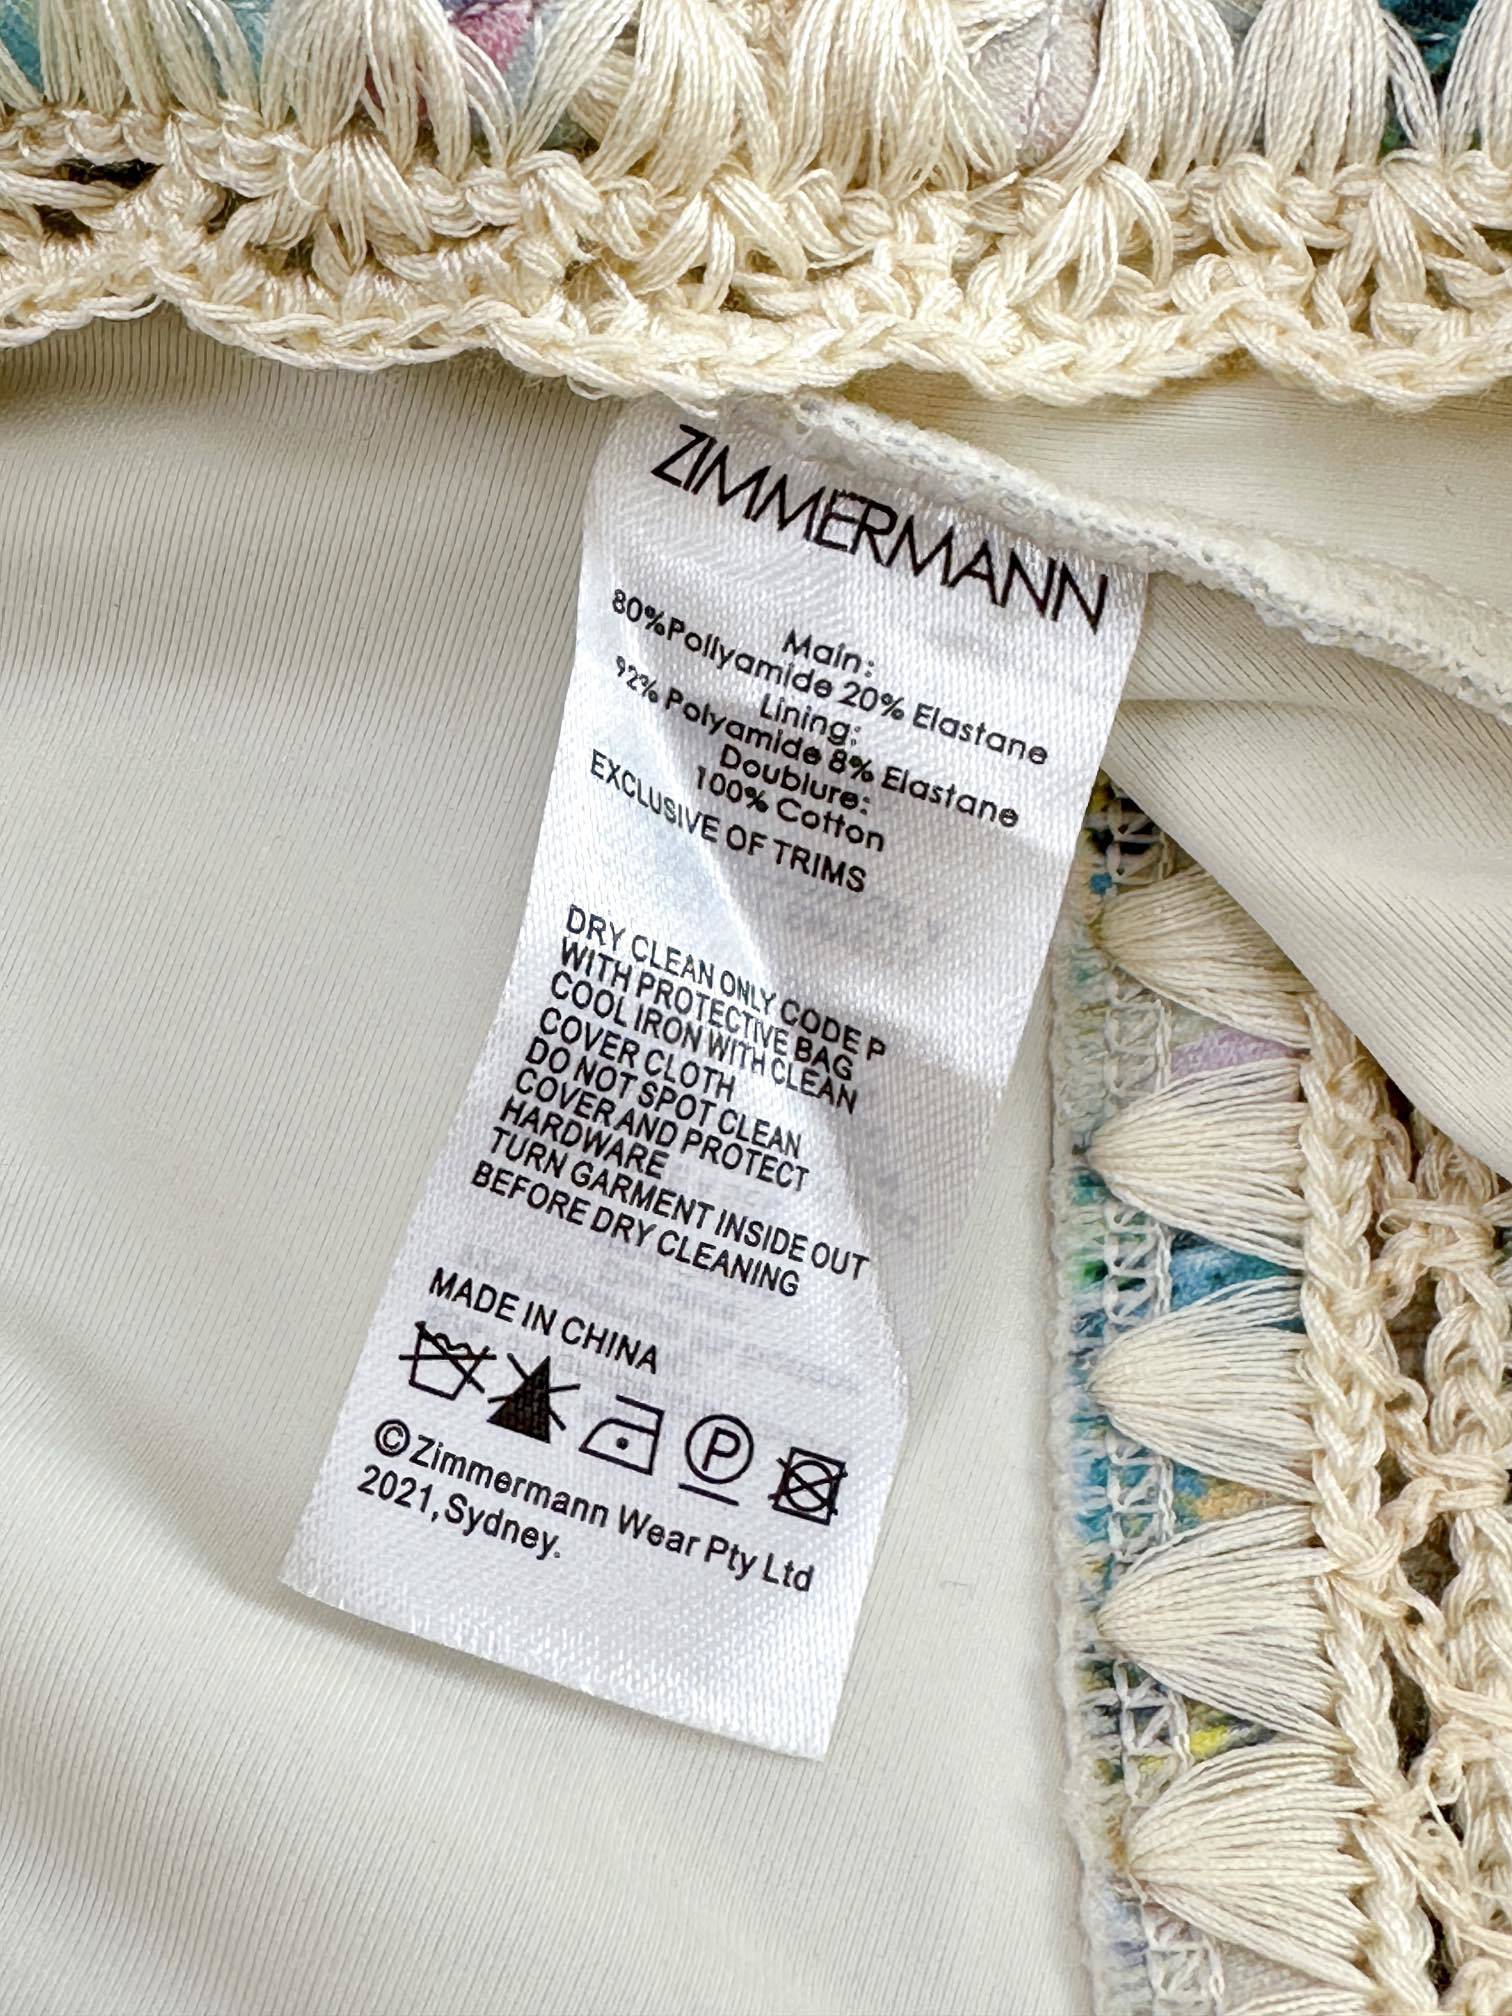 ZIMMERMANN
Main:
80%Pollyamide 20% Elastane
Lining:
92% Polyamide 8% Elastane
Doublure:
100% Cotton
EXCLUSIVE OF TRIMS
DRY CLEAN ONLY CODE P
WITH PROTECTIVE BAG
COOL IRON WITH CLEAN
COVER CLOTH
DO NOT SPOT CLEAN
COVER AND PROTECT
HARDWARE
TURN GARMENT INSIDE OUT
BEFORE DRY CLEANING
MADE IN CHINA
P
©Zimmermann Wear Pty Ltd
2021,Sydney.